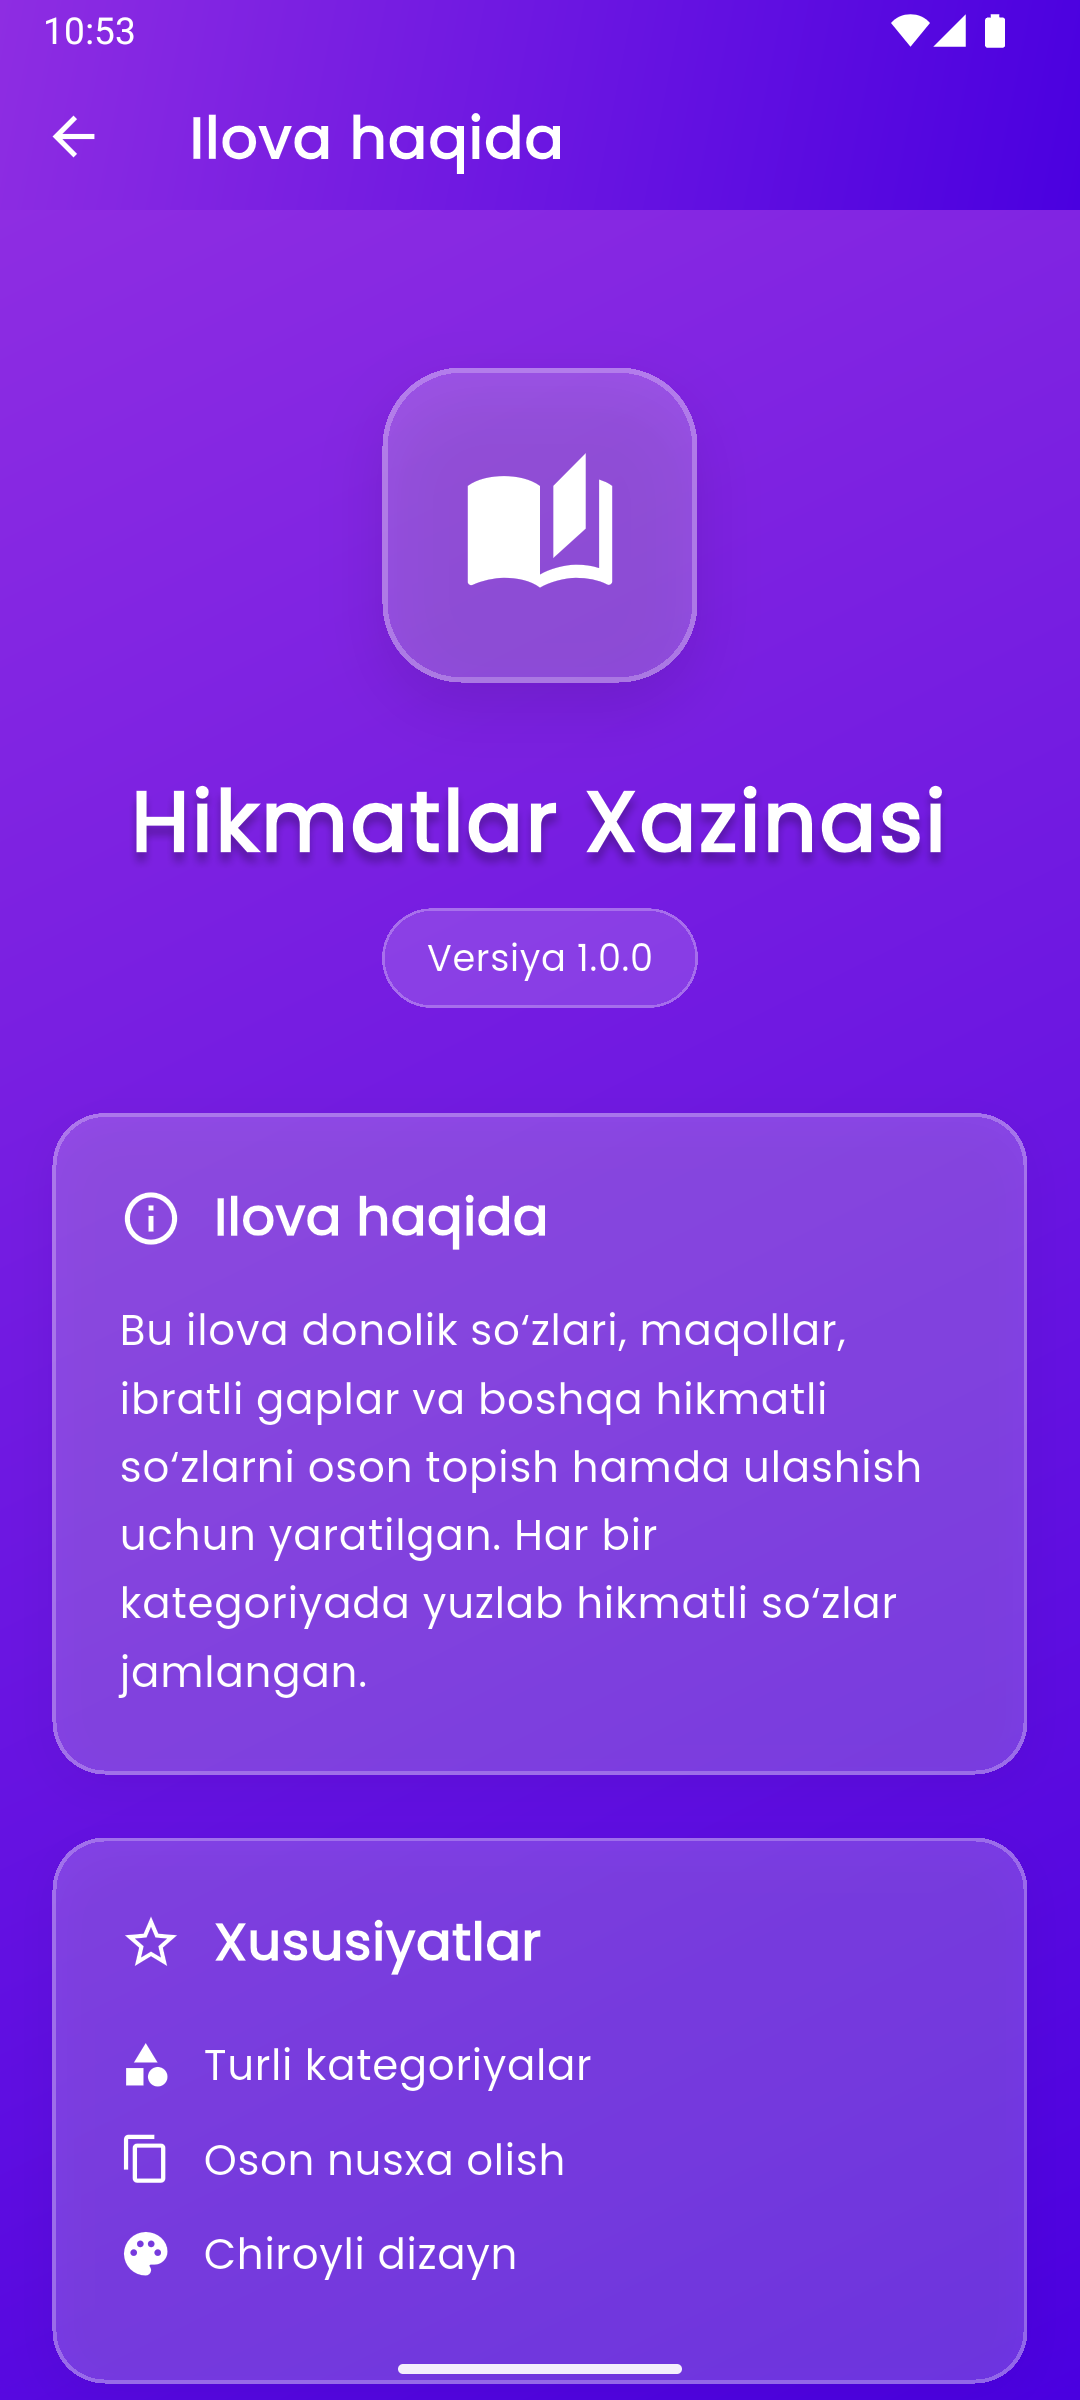 10:53
Ilova haqida
Hikmatlar Xazinasi
Versiya 1.0.0
Ilova haqida
Bu ilova donolik so‘zlari, maqollar,
ibratli gaplar va boshqa hikmatli
so‘zlarni oson topish hamda ulashish
uchun yaratilgan. Har bir
kategoriyada yuzlab hikmatli so‘zlar
jamlangan.
Xususiyatlar
Turli kategoriyalar
Oson nusxa olish
Chiroyli dizayn